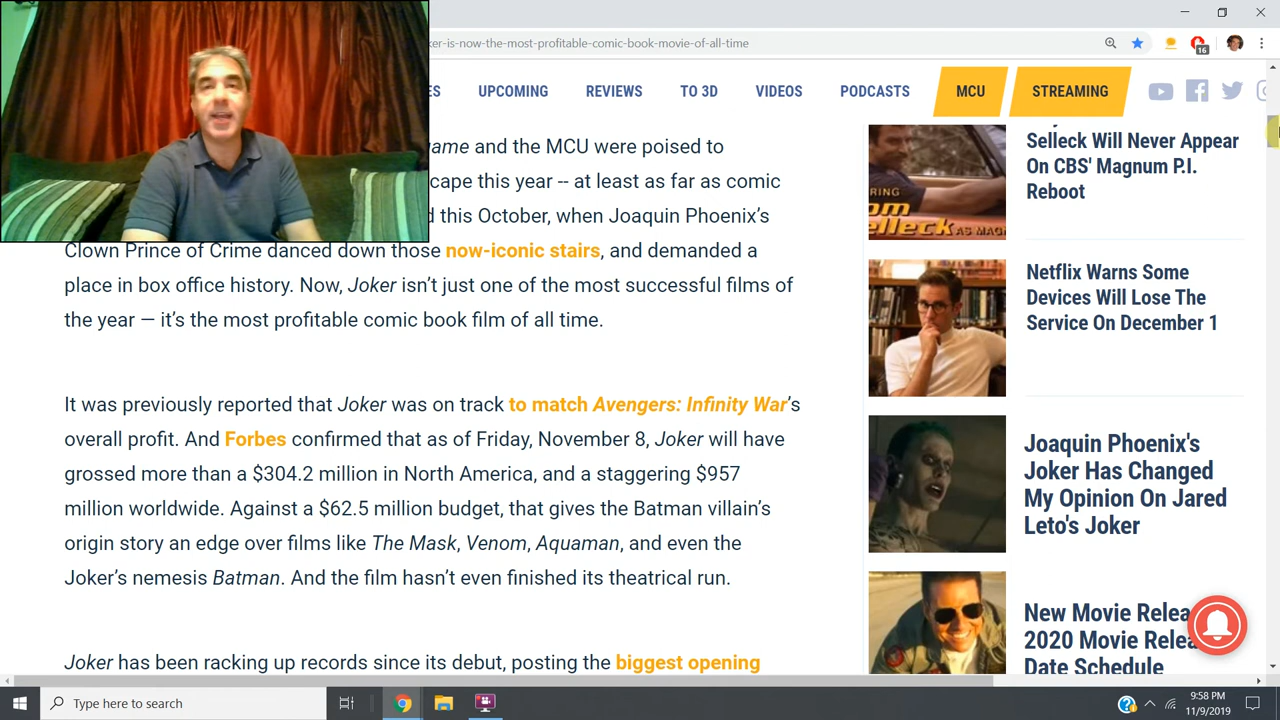 ker-is-now-the-most-profitable-comic-book-movie-of-all-time
16
ES UPCOMING REVIEWS TO 3D VIDEOS PODCASTS MCU STREAMING
ame and the MCU were poised to
cape this year -- at least as far as comic
d this October, when Joaquin Phoenix's
Clown Prince of Crime danced down those now-iconic stairs, and demanded a
place in box office history. Now, Joker isn't just one of the most successful films of
the year — it's the most profitable comic book film of all time.
It was previously reported that Joker was on track to match Avengers: Infinity War's
overall profit. And Forbes confirmed that as of Friday, November 8, Joker will have
grossed more than a $304.2 million in North America, and a staggering $957
million worldwide. Against a $62.5 million budget, that gives the Batman villain's
origin story an edge over films like The Mask, Venom, Aquaman, and even the
Joker's nemesis Batman. And the film hasn't even finished its theatrical run.
Joker has been racking up records since its debut, posting the biggest opening
RING
om
elleck AS MAG
Selleck Will Never Appear
On CBS' Magnum P.I.
Reboot
Netflix Warns Some
Devices Will Lose The
Service On December 1
Joaquin Phoenix's
Joker Has Changed
My Opinion On Jared
Leto's Joker
New Movie Relea
2020 Movie Relea
Date Schedule
Type here to search
9:58 PM
11/9/2019